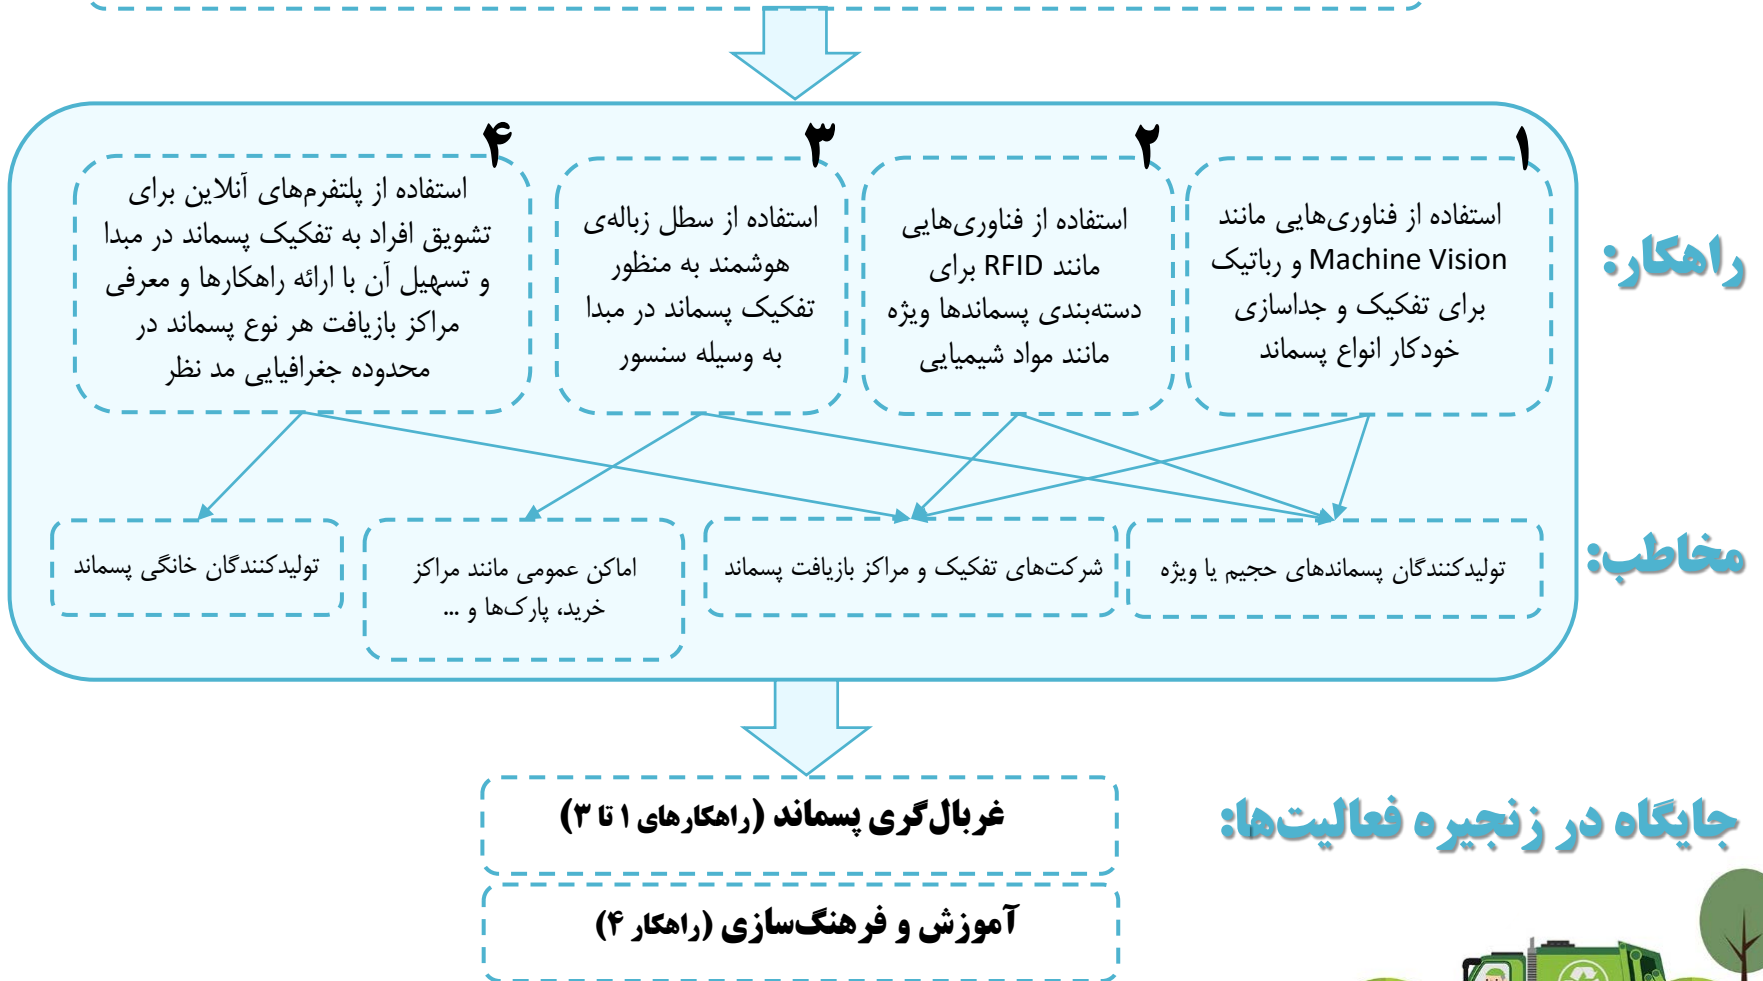 راهکار:
۱
استفاده از فناوری‌هایی مانند
Machine Vision و رباتیک
برای تفکیک و جداسازی
خودکار انواع پسماند
۲
استفاده از فناوری‌هایی
مانند RFID برای
دسته‌بندی پسماندها ویژه
مانند مواد شیمیایی
۳
استفاده از سطل زباله‌ی
هوشمند به منظور
تفکیک پسماند در مبدا
به وسیله سنسور
۴
استفاده از پلتفرم‌های آنلاین برای
تشویق افراد به تفکیک پسماند در مبدا
و تسهیل آن با ارائه راهکارها و معرفی
مراکز بازیافت هر نوع پسماند در
محدوده جغرافیایی مد نظر
مخاطب:
تولیدکنندگان پسماندهای حجیم یا ویژه
شرکت‌های تفکیک و مراکز بازیافت پسماند
اماکن عمومی مانند مراکز
خرید، پارک‌ها و ...
تولیدکنندگان خانگی پسماند
جایگاه در زنجیره فعالیت‌ها:
غربال‌گری پسماند (راهکارهای ۱ تا ۳)
آموزش و فرهنگ‌سازی (راهکار ۴)